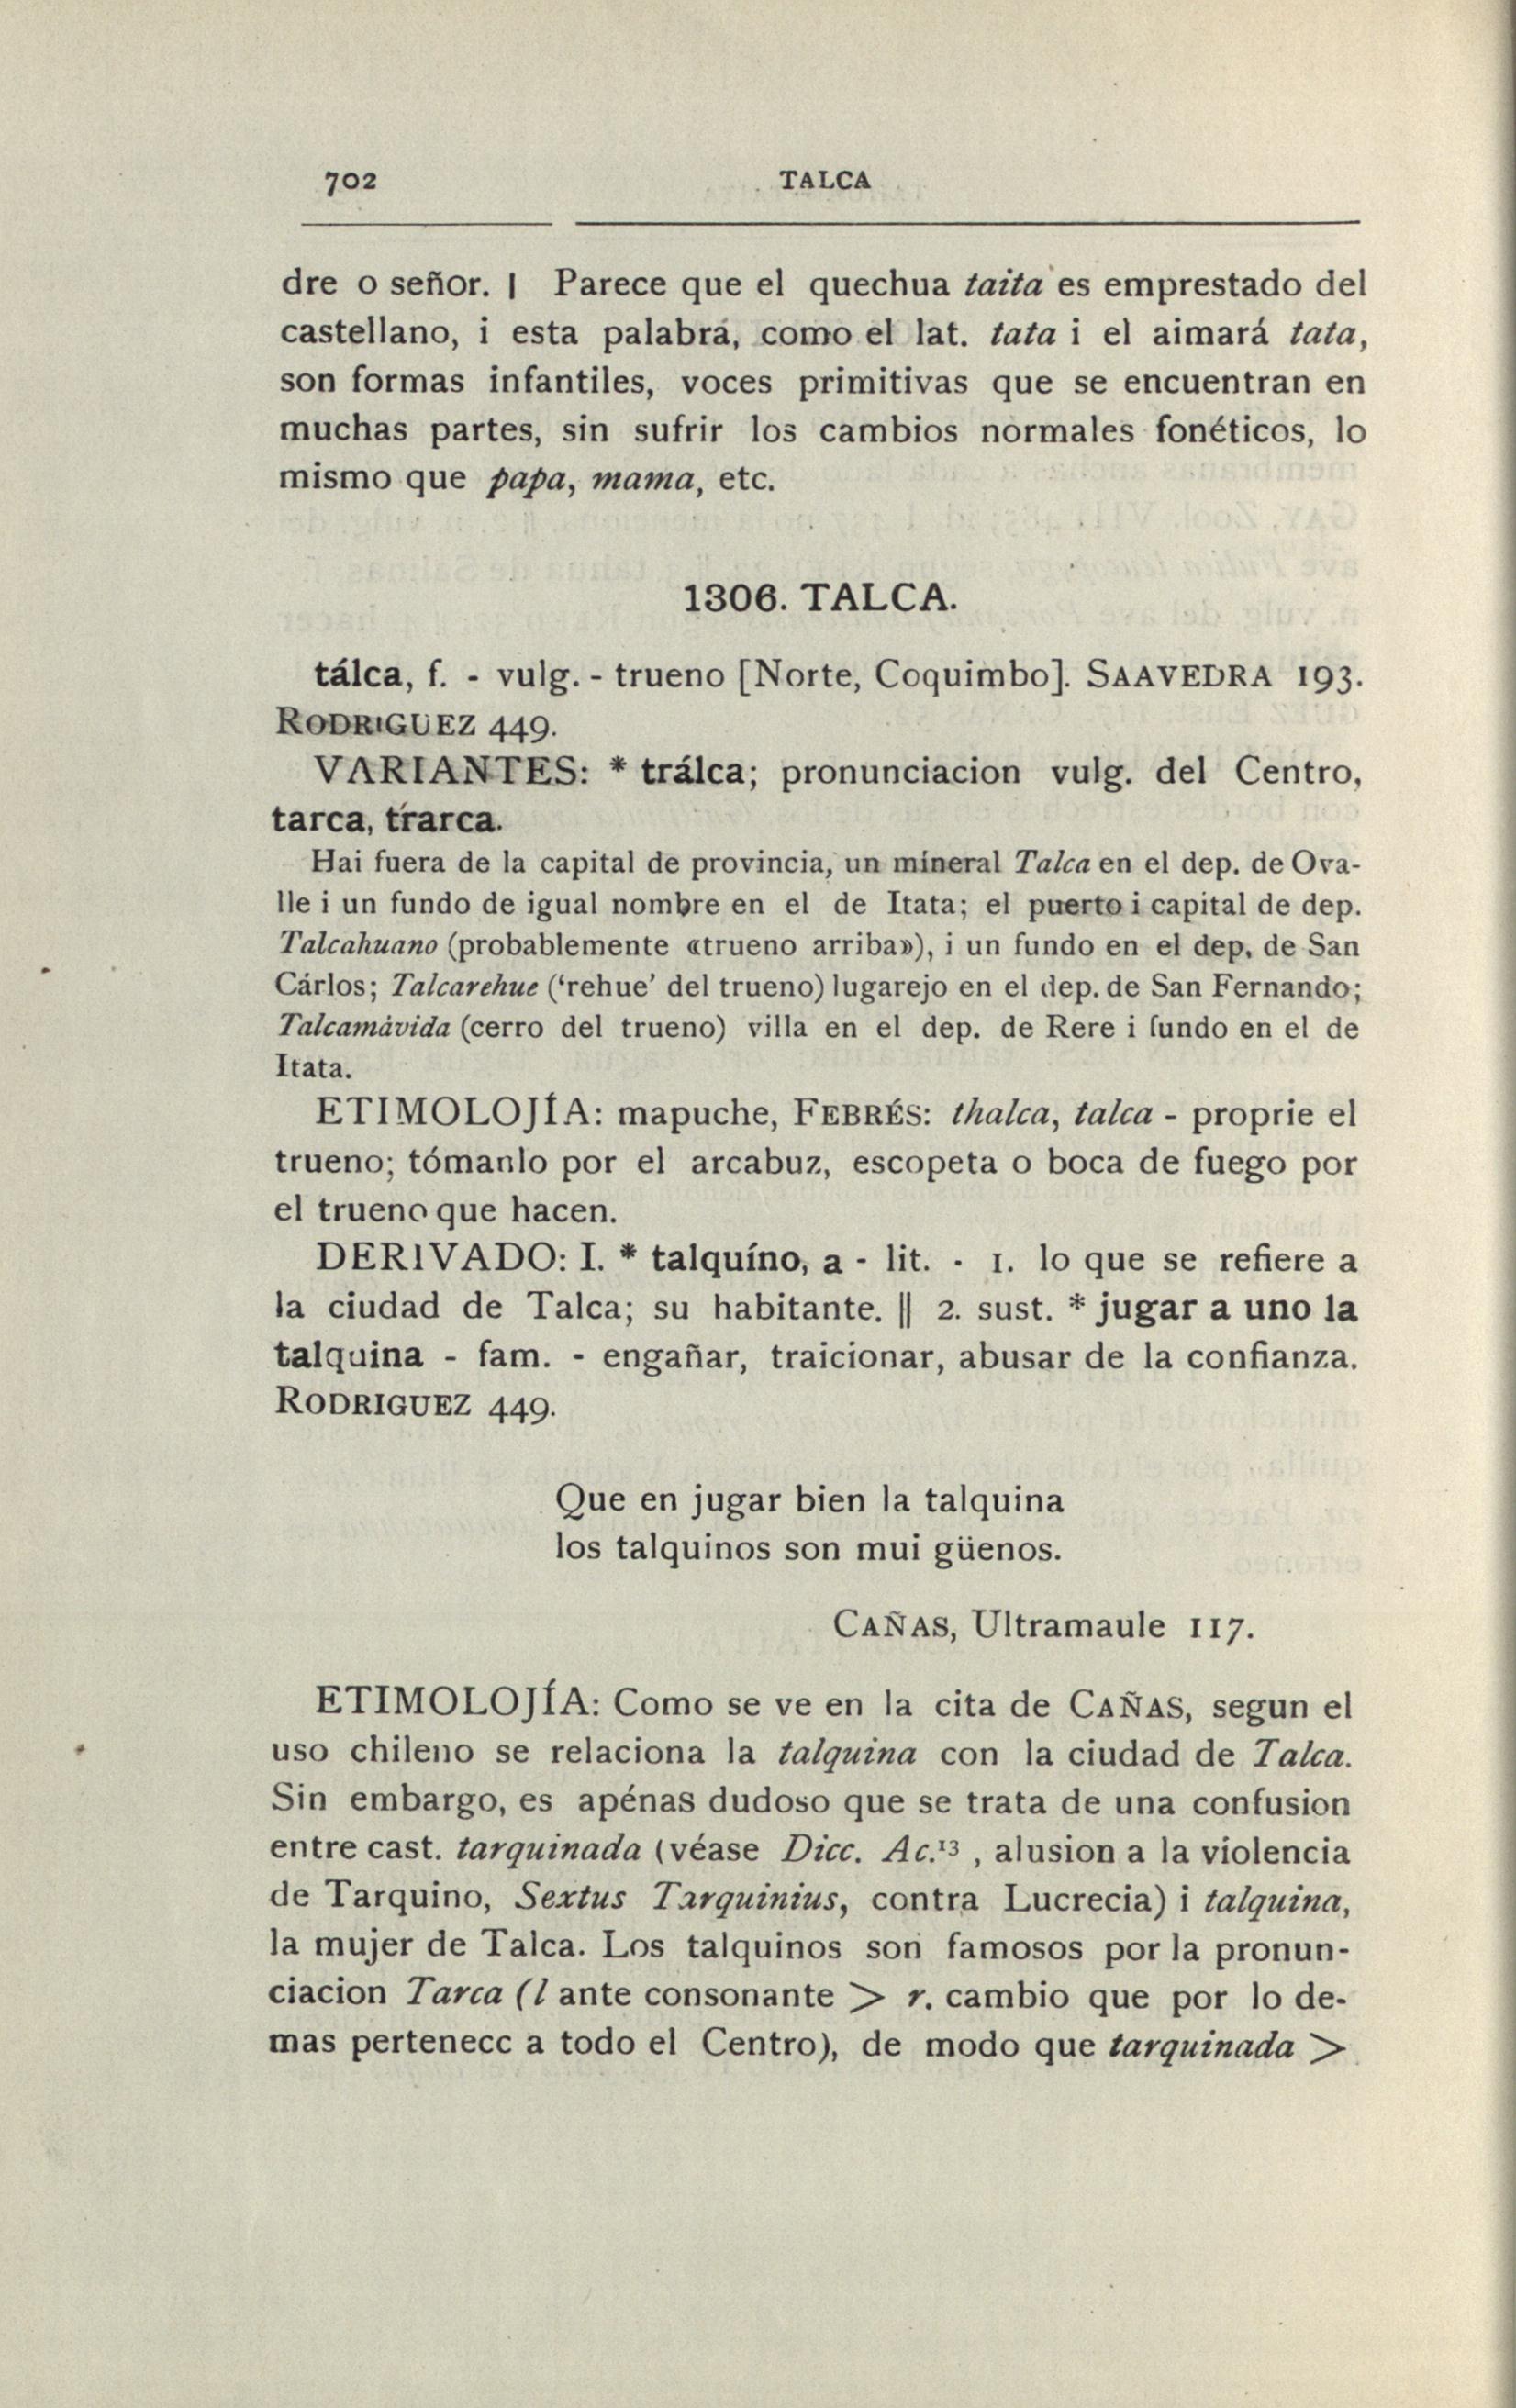 702 TALCA
dre o señor. | Parece que el quechua taita es emprestado del
castellano, i esta palabra, como el lat. tata i el aimará tata,
son formas infantiles, voces primitivas que se encuentran en
muchas partes, sin sufrir los cambios normales fonéticos, lo
mismo que papa, mama, etc.
1306. TALCA.
tálca, f. - vulg. - trueno [Norte, Coquimbo]. SAAVEDRA 193.
RODRIGUEZ 449.
VARIANTES: * trálca; pronunciacion vulg. del Centro,
tarca, trarca.
Hai fuera de la capital de provincia, un mineral Talca en el dep. de Ova-
lle i un fundo de igual nombre en el de Itata; el puerto i capital de dep.
Talcahuano (probablemente «trueno arriba»), i un fundo en el dep. de San
Cárlos; Talcarehue (‘rehue’ del trueno) lugarejo en el dep. de San Fernando;
Talcamávida (cerro del trueno) villa en el dep. de Rere i fundo en el de
Itata.
ETIMOLOJÍA: mapuche, FEBRÉS: thalca, talca - proprie el
trueno; tómanlo por el arcabuz, escopeta o boca de fuego por
el trueno que hacen.
DERIVADO: I. * talquíno, a - lit. - 1. lo que se refiere a
la ciudad de Talca; su habitante. || 2. sust. * jugar a uno la
talquina - fam. - engañar, traicionar, abusar de la confianza.
RODRIGUEZ 449.
Que en jugar bien la talquina
los talquinos son mui güenos.
CAÑAS, Ultramaule 117.
ETIMOLOJÍA: Como se ve en la cita de CAÑAS, segun el
uso chileno se relaciona la talquina con la ciudad de Talca.
Sin embargo, es apénas dudoso que se trata de una confusion
entre cast. tarquinada (véase Dicc. Ac.¹³ , alusion a la violencia
de Tarquino, Sextus Tarquinius, contra Lucrecia) i talquina,
la mujer de Talca. Los talquinos son famosos por la pronun-
ciacion Tarca (l ante consonante > r. cambio que por lo de-
mas pertenecc a todo el Centro), de modo que tarquinada >